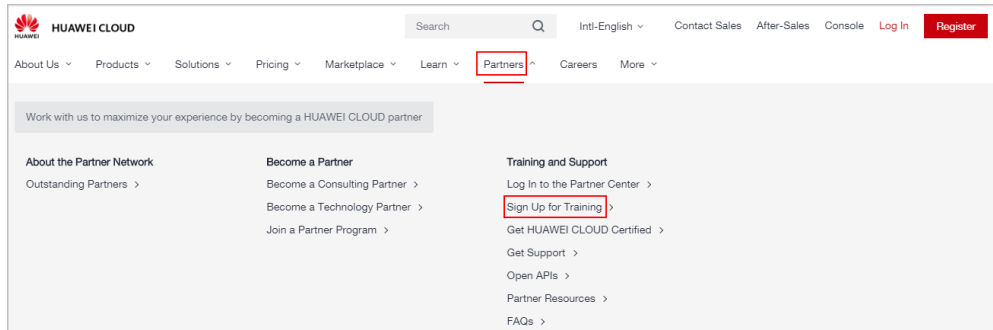 HUAWEI
HUAWEI CLOUD
Search
Intl-English
Contact Sales
After-Sales
Console
Log In
Register
About Us
Products
Solutions
Pricing
Marketplace
Learn
Partners
Careers
More
Work with us to maximize your experience by becoming a HUAWEI CLOUD partner
About the Partner Network
Outstanding Partners >
Become a Partner
Become a Consulting Partner >
Become a Technology Partner >
Join a Partner Program >
Training and Support
Log In to the Partner Center >
Sign Up for Training >
Get HUAWEI CLOUD Certified >
Get Support >
Open APIs >
Partner Resources >
FAQs >